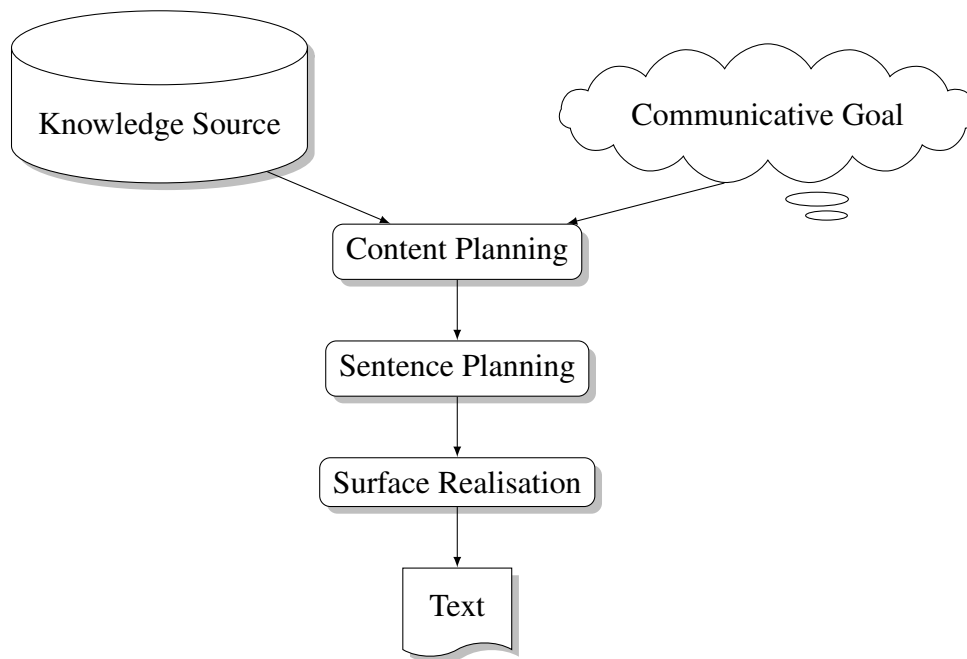 Knowledge Source
Communicative Goal
Content Planning
Sentence Planning
Surface Realisation
Text